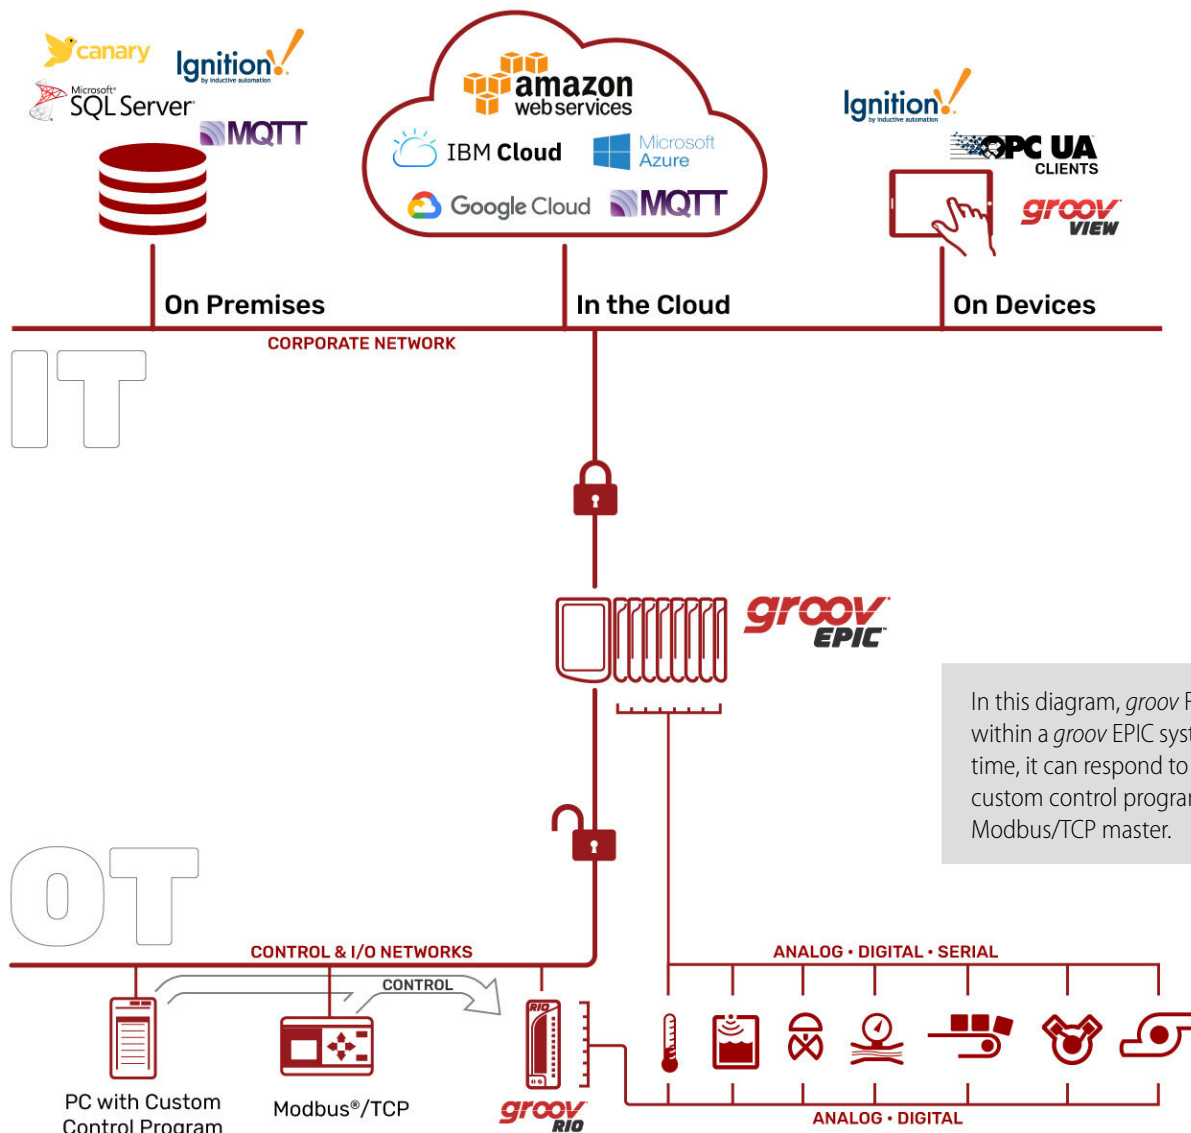 canary
Ignition!
by inductive automation
Microsoft®
SQL Server®
MQTT
amazon
web services
IBM Cloud
Microsoft
Azure
Google Cloud
MQTT
Ignition!
by inductive automation
OPC UA
CLIENTS
groov
VIEW
On Premises
In the Cloud
On Devices
CORPORATE NETWORK
IT
groov
EPIC™
In this diagram, groov
within a groov EPIC
time, it can respond to
custom control
Modbus/TCP master.
OT
CONTROL & I/O NETWORKS
ANALOG • DIGITAL • SERIAL
CONTROL
RIO
PC with Custom
Control Program
Modbus®/TCP
groov
RIO
ANALOG • DIGITAL